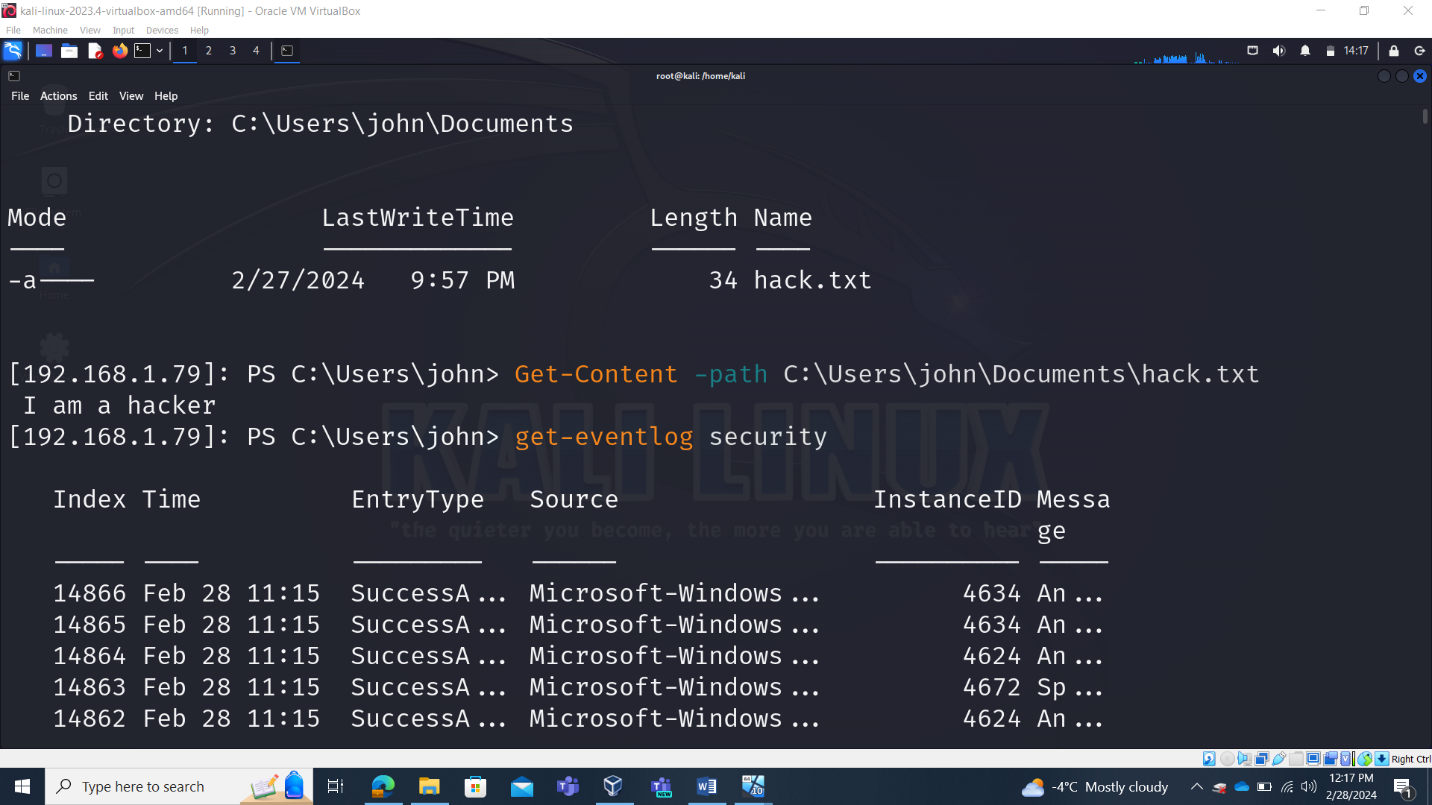 kali-linux-2023.4-virtualbox-amd64 [Running] - Oracle VM VirtualBox
File Machine View Input Devices Help
1 2 3 4 14:17
root@kali: /home/kali
File Actions Edit View Help
Directory: C:\Users\john\Documents
Mode LastWriteTime Length Name
---- ------------- ------ ----
-a---- 2/27/2024 9:57 PM 34 hack.txt
[192.168.1.79]: PS C:\Users\john> Get-Content -path C:\Users\john\Documents\hack.txt
I am a hacker
[192.168.1.79]: PS C:\Users\john> get-eventlog security
KALI LINUX
Index Time EntryType Source InstanceID Messa
"the quieter you become, the more you are able to hear"
ge
----- ---- --------- ------ ---------- -----
14866 Feb 28 11:15 SuccessA... Microsoft-Windows... 4634 An...
14865 Feb 28 11:15 SuccessA... Microsoft-Windows... 4634 An...
14864 Feb 28 11:15 SuccessA... Microsoft-Windows... 4624 An...
14863 Feb 28 11:15 SuccessA... Microsoft-Windows... 4672 Sp...
14862 Feb 28 11:15 SuccessA... Microsoft-Windows... 4624 An...
Right Ctrl
Type here to search
NEW
-4°C Mostly cloudy
12:17 PM
2/28/2024
1